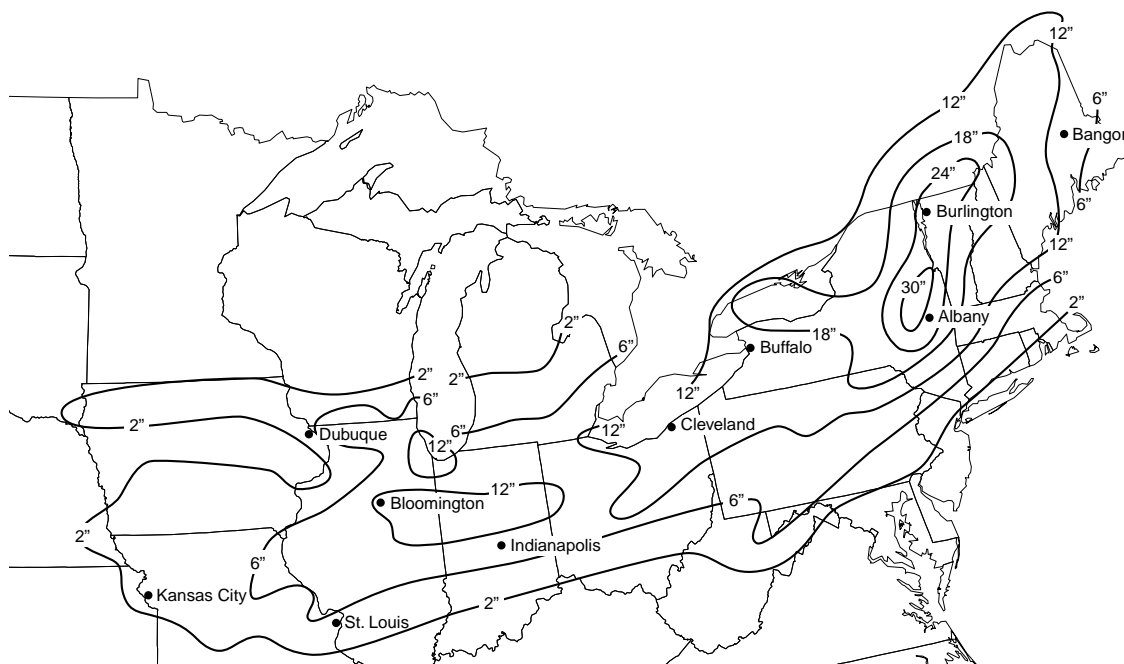 12”
12”
6”
Bangor
18”
24”
6”
Burlington
12”
30”
6”
2”
Albany
2”
18”
Buffalo
6”
2”
2”
12”
6”
2”
Cleveland
12”
6”
Dubuque
12”
12”
Bloomington
6”
2”
Indianapolis
6”
Kansas City
2”
St. Louis